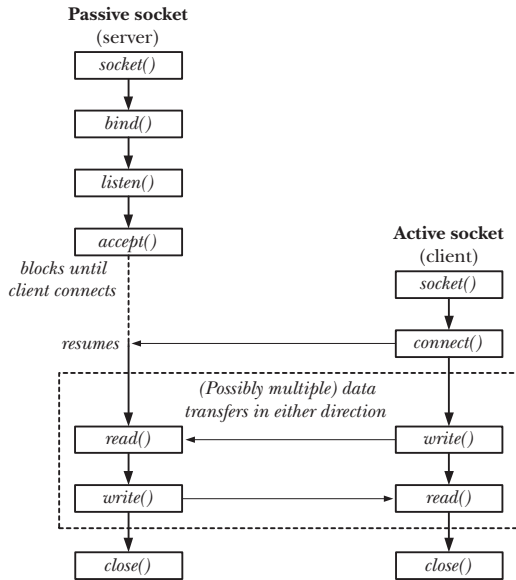 Passive socket
(server)
socket()
bind()
listen()
accept()
blocks until
client connects
resumes
Active socket
(client)
socket()
connect()
(Possibly multiple) data
transfers in either direction
read()
write()
write()
read()
close()
close()